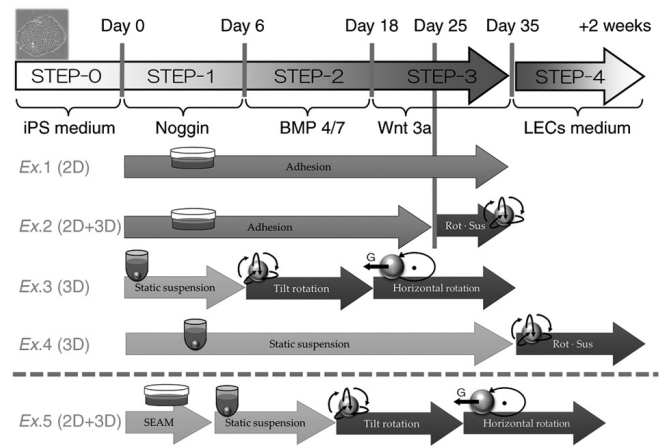 Day 0 Day 6 Day 18 Day 25 Day 35 +2 weeks
STEP-0 STEP-1 STEP-2 STEP-3 STEP-4
iPS medium Noggin BMP 4/7 Wnt 3a LECs medium
Ex.1 (2D) Adhesion
Ex.2 (2D+3D) Adhesion Rot · Sus
G
Ex.3 (3D) Static suspension Tilt rotation Horizontal rotation
Ex.4 (3D) Static suspension Rot · Sus
G
Ex.5 (2D+3D) SEAM Static suspension Tilt rotation Horizontal rotation